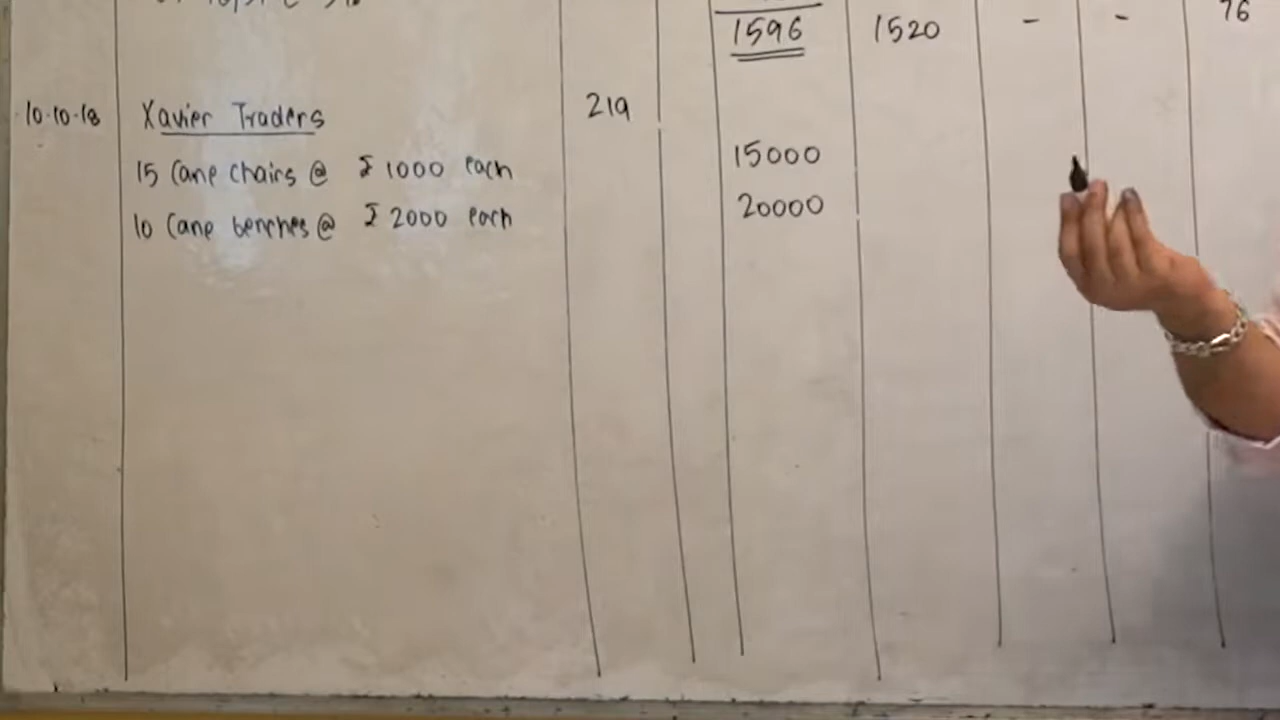 1596 1520 - - 76
10.10.18 Xavier Traders 219
15 Cane chairs @ ₹ 1000 each 15000
10 Cane benches @ ₹ 2000 each 20000